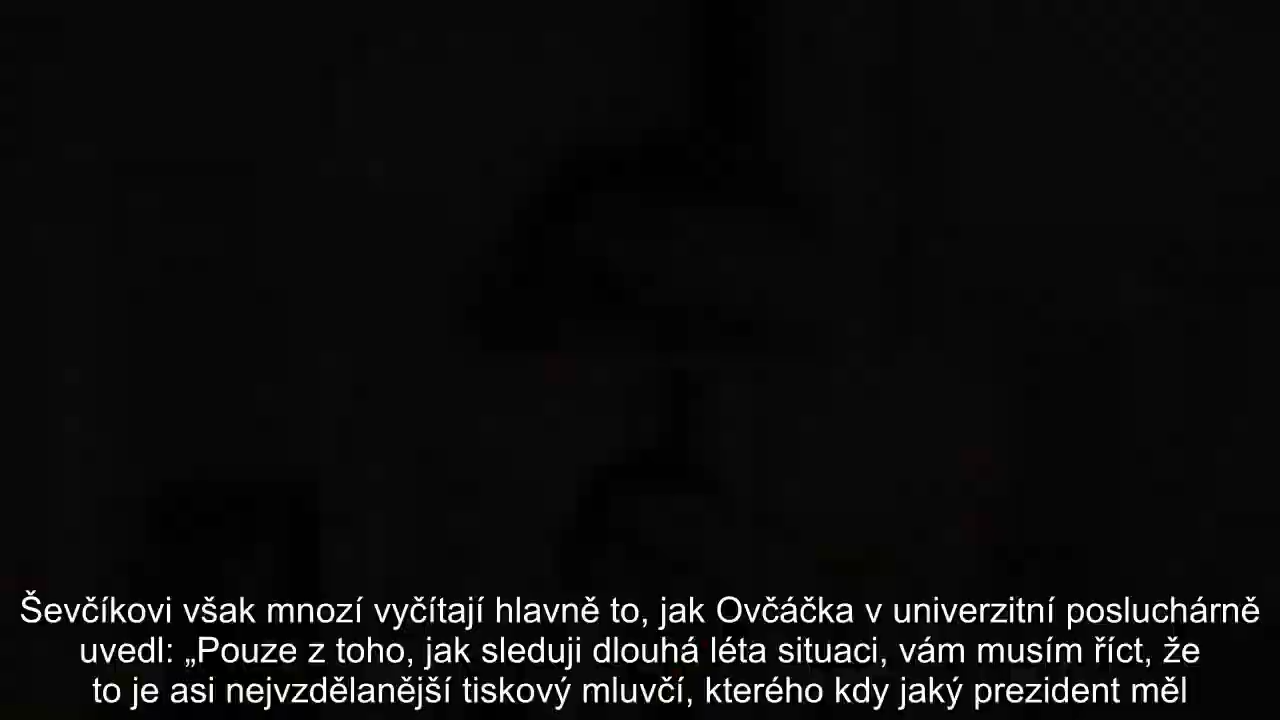 Ševčíkovi však mnozí vyčítají hlavně to, jak Ovčáčka v univerzitní posluchárně
uvedl: „Pouze z toho, jak sleduji dlouhá léta situaci, vám musím říct, že
to je asi nejvzdělanější tiskový mluvčí, kterého kdy jaký prezident měl